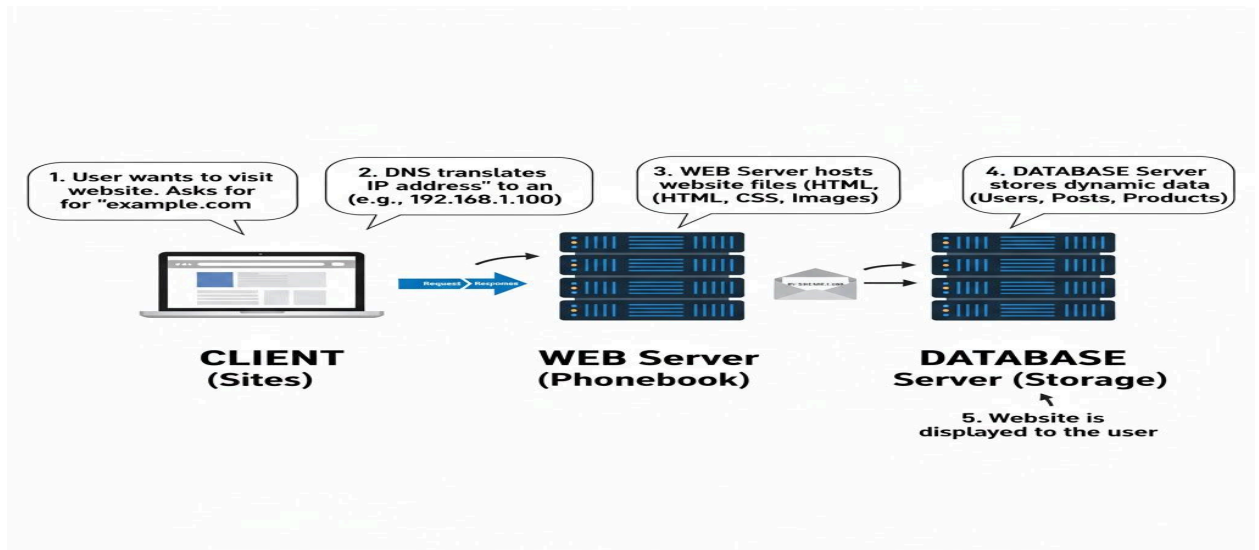 1. User wants to visit
website. Asks for
for "example.com
2. DNS translates
IP address" to an
(e.g., 192.168.1.100)
3. WEB Server hosts
website files (HTML,
(HTML, CSS, Images)
4. DATABASE Server
stores dynamic data
(Users, Posts, Products)
Request Response
CLIENT
(Sites)
WEB Server
(Phonebook)
DATABASE
Server (Storage)
5. Website is
displayed to the user